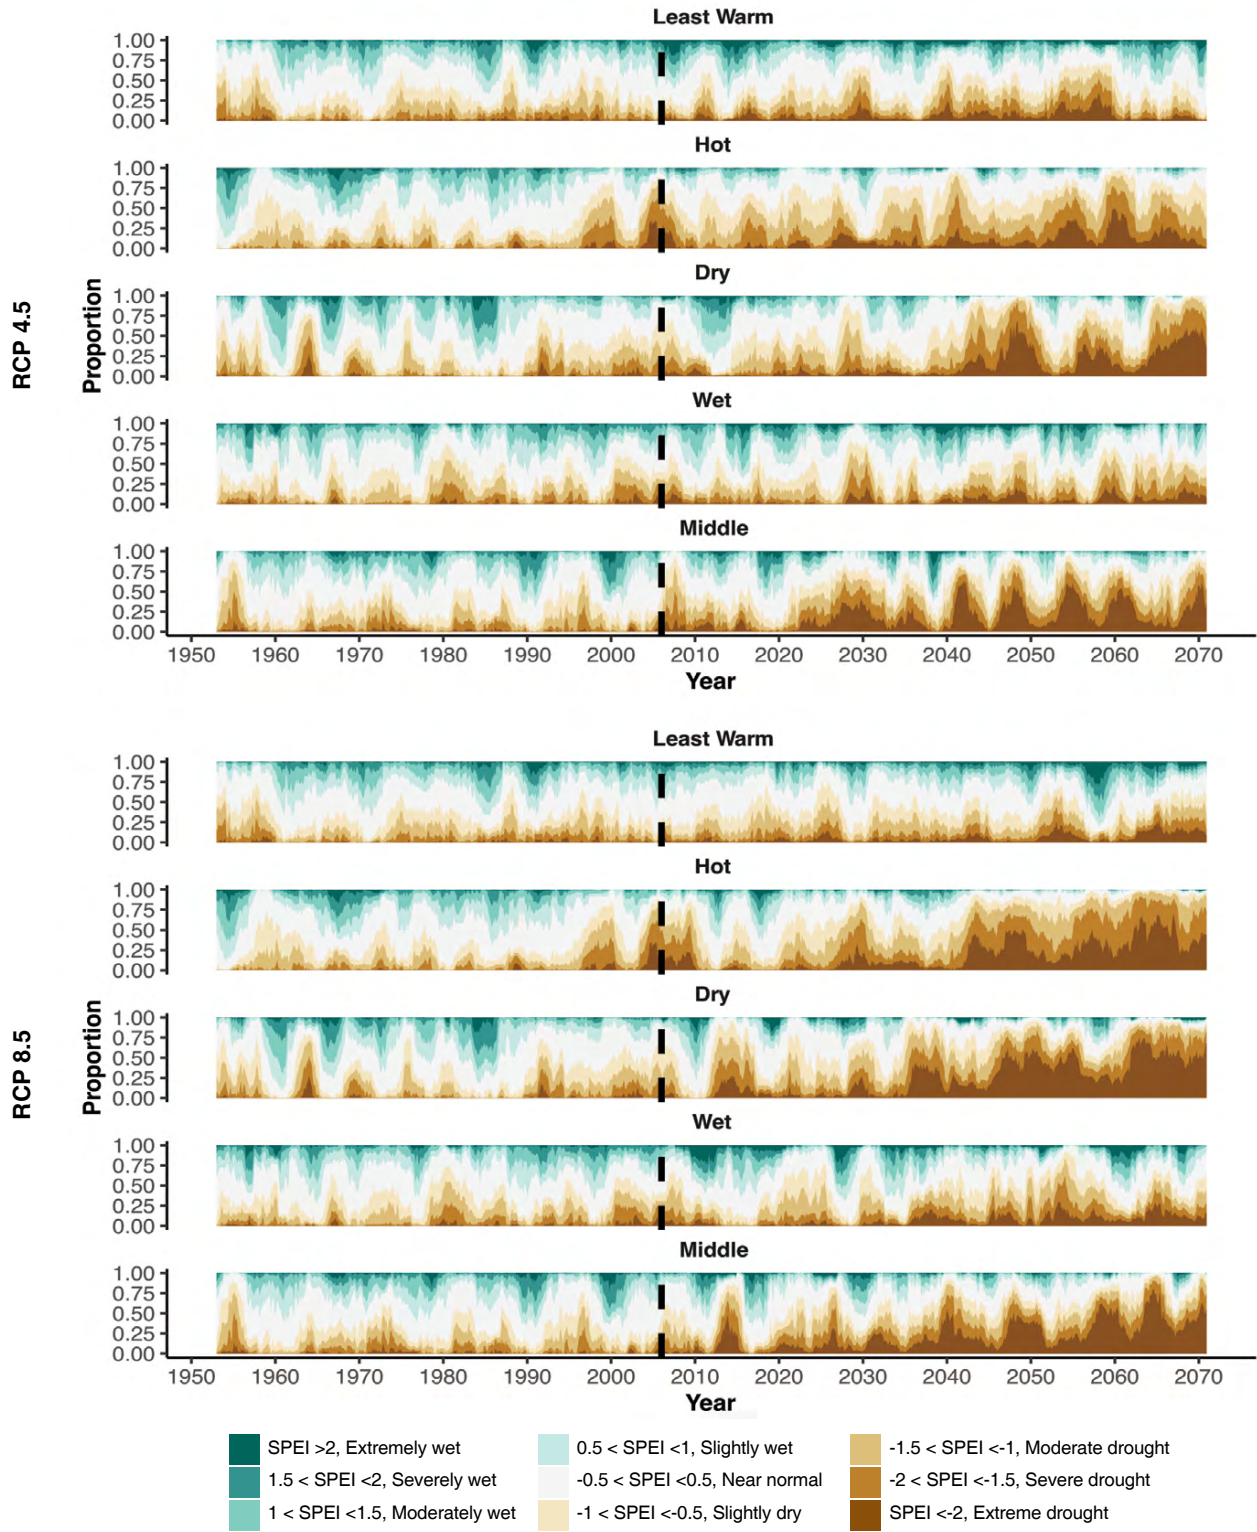 Least Warm
1.00
0.75
0.50
0.25
0.00
Hot
1.00
0.75
0.50
0.25
0.00
Dry
1.00
0.75
0.50
0.25
0.00
Wet
1.00
0.75
0.50
0.25
0.00
Middle
1.00
0.75
0.50
0.25
0.00
RCP 4.5
Proportion
1950 1960 1970 1980 1990 2000 2010 2020 2030 2040 2050 2060 2070
Year
Least Warm
1.00
0.75
0.50
0.25
0.00
Hot
1.00
0.75
0.50
0.25
0.00
Dry
1.00
0.75
0.50
0.25
0.00
Wet
1.00
0.75
0.50
0.25
0.00
Middle
1.00
0.75
0.50
0.25
0.00
RCP 8.5
Proportion
1950 1960 1970 1980 1990 2000 2010 2020 2030 2040 2050 2060 2070
Year
SPEI >2, Extremely wet
1.5 < SPEI <2, Severely wet
1 < SPEI <1.5, Moderately wet
0.5 < SPEI <1, Slightly wet
-0.5 < SPEI <0.5, Near normal
-1 < SPEI <-0.5, Slightly dry
-1.5 < SPEI <-1, Moderate drought
-2 < SPEI <-1.5, Severe drought
SPEI <-2, Extreme drought